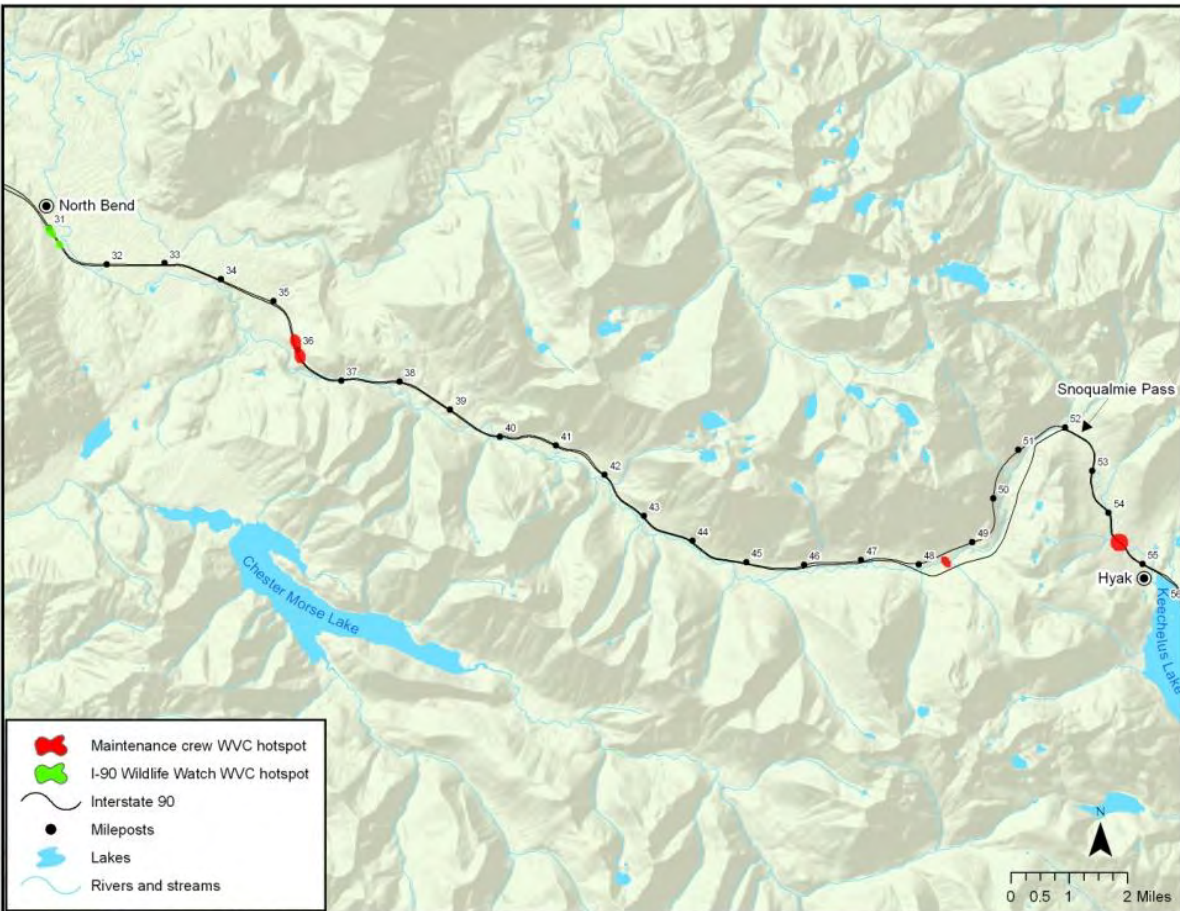 North Bend
31
32
33
34
35
36
37
38
39
40
41
42
43
44
45
46
47
48
49
50
51
52
Snoqualmie Pass
53
54
55
Hyak
56
Keechelus Lake
Chester Morse Lake
Maintenance crew WVC hotspot
I-90 Wildlife Watch WVC hotspot
Interstate 90
Mileposts
Lakes
Rivers and streams
N
0 0.5 1 2 Miles